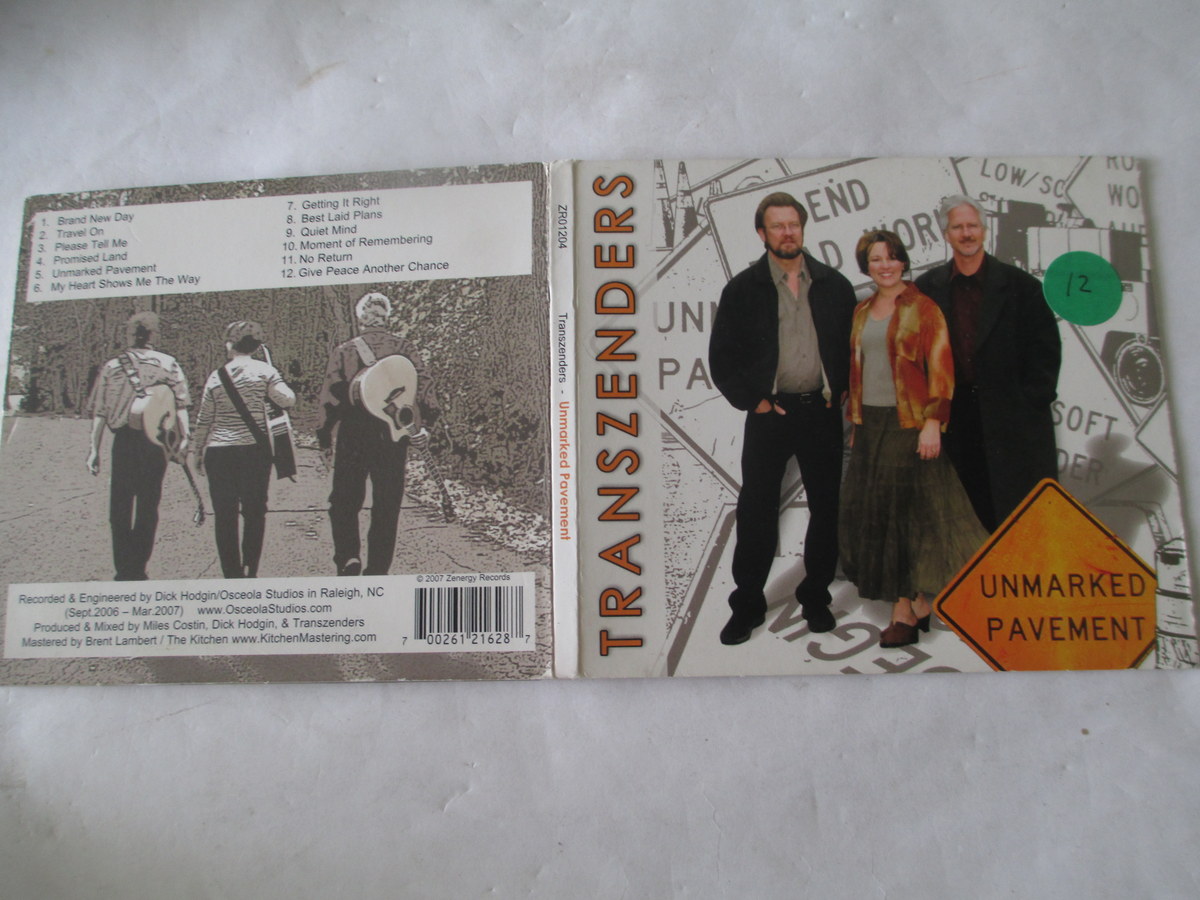 1. Brand New Day
2. Travel On
3. Please Tell Me
4. Promised Land
5. Unmarked Pavement
6. My Heart Shows Me The Way
7. Getting It Right
8. Best Laid Plans
9. Quiet Mind
10. Moment of Remembering
11. No Return
12. Give Peace Another Chance
Recorded & Engineered by Dick Hodgin/Osceola Studios in Raleigh, NC
(Sept.2006 – Mar.2007) www.OsceolaStudios.com
Produced & Mixed by Miles Costin, Dick Hodgin, & Transzenders
Mastered by Brent Lambert / The Kitchen www.KitchenMastering.com
© 2007 Zenergy Records
7 00261 21628 7
ZR01204
Transzenders - Unmarked Pavement
TRANSZENDERS
END
WORK
LOW/SO
RO
WO
UN
PA
SOFT
DER
12
UNMARKED
PAVEMENT